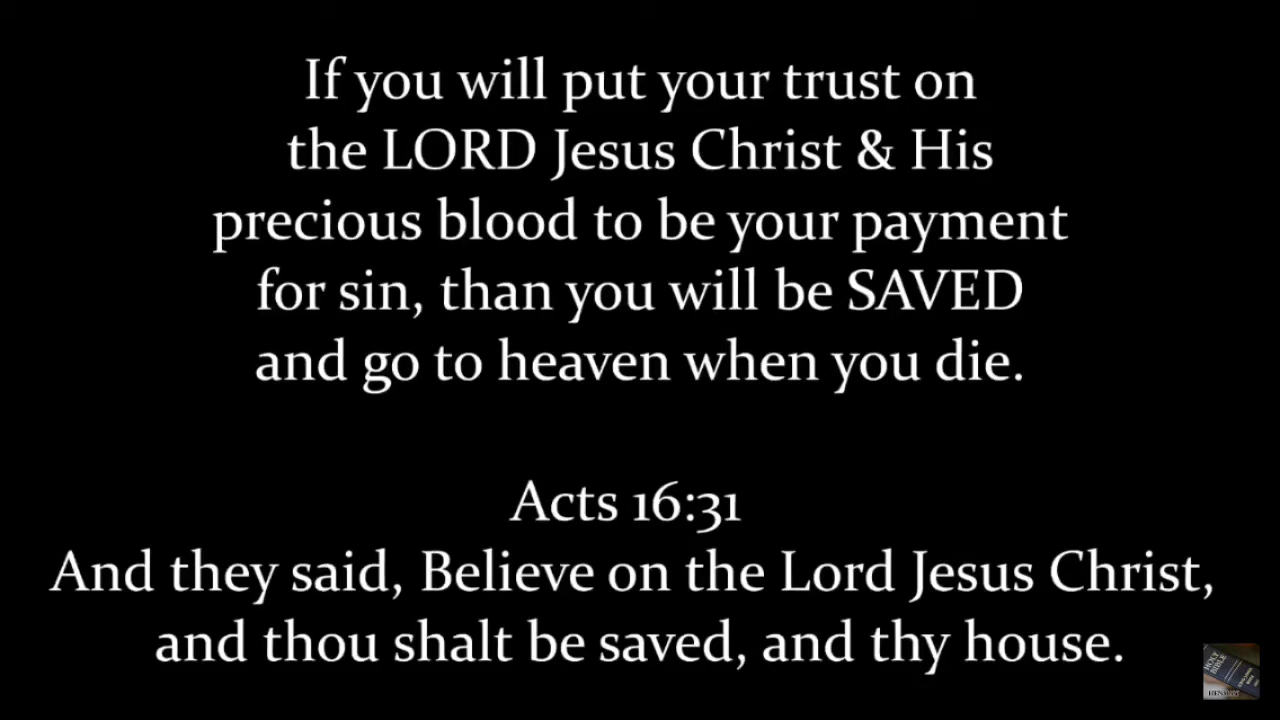 If you will put your trust on
the LORD Jesus Christ & His
precious blood to be your payment
for sin, than you will be SAVED
and go to heaven when you die.
Acts 16:31
And they said, Believe on the Lord Jesus Christ,
and thou shalt be saved, and thy house.
HOLY
BIBLE